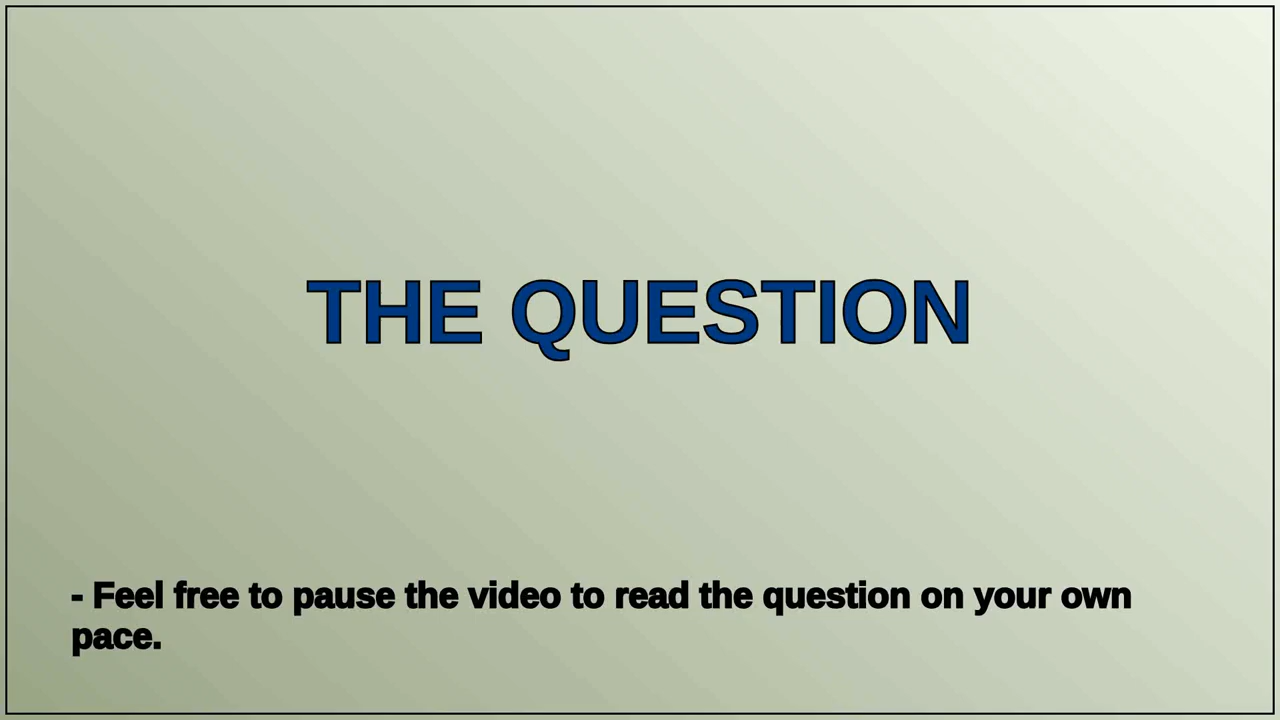 THE QUESTION
- Feel free to pause the video to read the question on your own
pace.